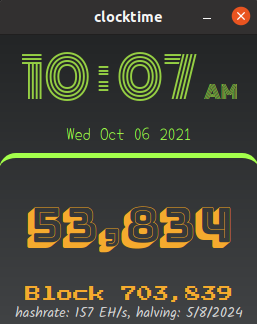 clocktime
10:07 AM
Wed Oct 06 2021
53,834
Block 703,839
hashrate: 157 EH/s, halving: 5/8/2024